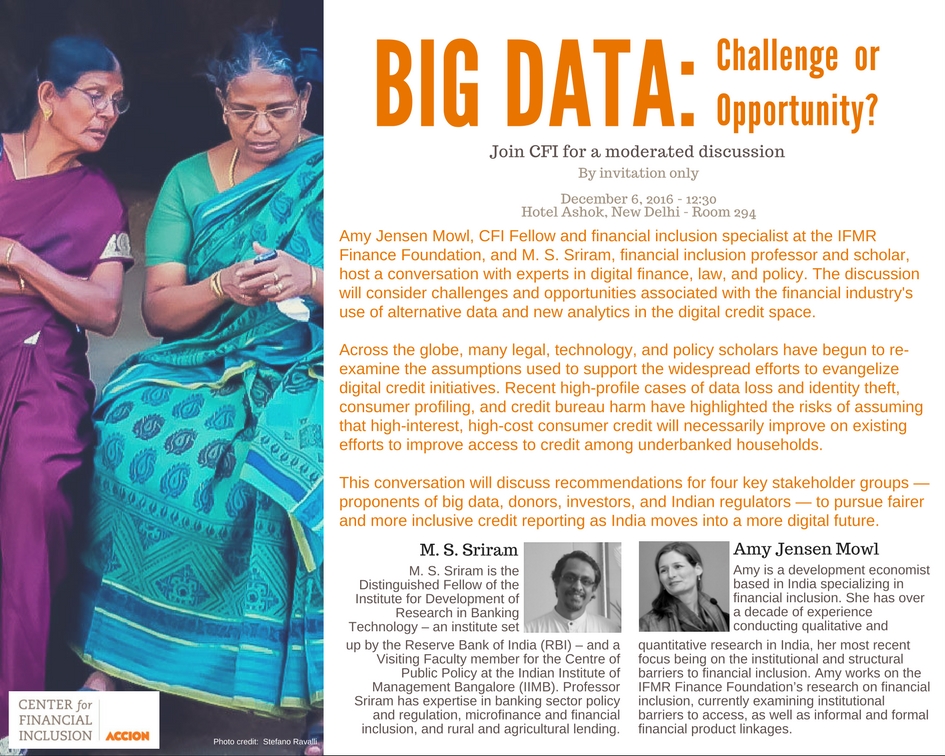 BIG DATA: Challenge or
Opportunity?
Join CFI for a moderated discussion
By invitation only
December 6, 2016 - 12:30
Hotel Ashok, New Delhi - Room 294
Amy Jensen Mowl, CFI Fellow and financial inclusion specialist at the IFMR
Finance Foundation, and M. S. Sriram, financial inclusion professor and scholar,
host a conversation with experts in digital finance, law, and policy. The discussion
will consider challenges and opportunities associated with the financial industry's
use of alternative data and new analytics in the digital credit space.
Across the globe, many legal, technology, and policy scholars have begun to re-
examine the assumptions used to support the widespread efforts to evangelize
digital credit initiatives. Recent high-profile cases of data loss and identity theft,
consumer profiling, and credit bureau harm have highlighted the risks of assuming
that high-interest, high-cost consumer credit will necessarily improve on existing
efforts to improve access to credit among underbanked households.
This conversation will discuss recommendations for four key stakeholder groups —
proponents of big data, donors, investors, and Indian regulators — to pursue fairer
and more inclusive credit reporting as India moves into a more digital future.
M. S. Sriram
M. S. Sriram is the
Distinguished Fellow of the
Institute for Development of
Research in Banking
Technology – an institute set
up by the Reserve Bank of India (RBI) – and a
Visiting Faculty member for the Centre of
Public Policy at the Indian Institute of
Management Bangalore (IIMB). Professor
Sriram has expertise in banking sector policy
and regulation, microfinance and financial
inclusion, and rural and agricultural lending.
Amy Jensen Mowl
Amy is a development economist
based in India specializing in
financial inclusion. She has over
a decade of experience
conducting qualitative and
quantitative research in India, her most recent
focus being on the institutional and structural
barriers to financial inclusion. Amy works on the
IFMR Finance Foundation's research on financial
inclusion, currently examining institutional
barriers to access, as well as informal and formal
financial product linkages.
CENTER for
FINANCIAL
INCLUSION ACCION
Photo credit: Stefano Ravalli.